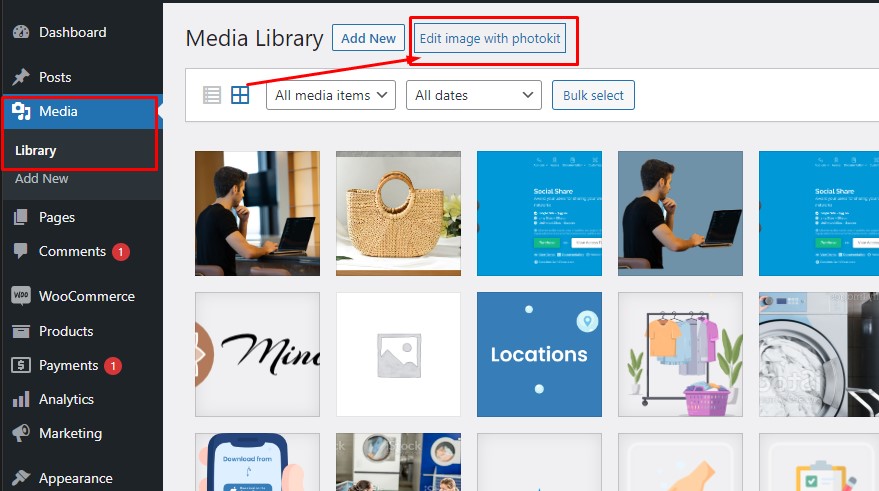 Dashboard
Posts
Media
Library
Add New
Pages
Comments 1
WooCommerce
Products
Payments 1
Analytics
Marketing
Appearance
Media Library Add New Edit image with photokit
All media items All dates Bulk select
Social Share
Social Share
Locations
Download from